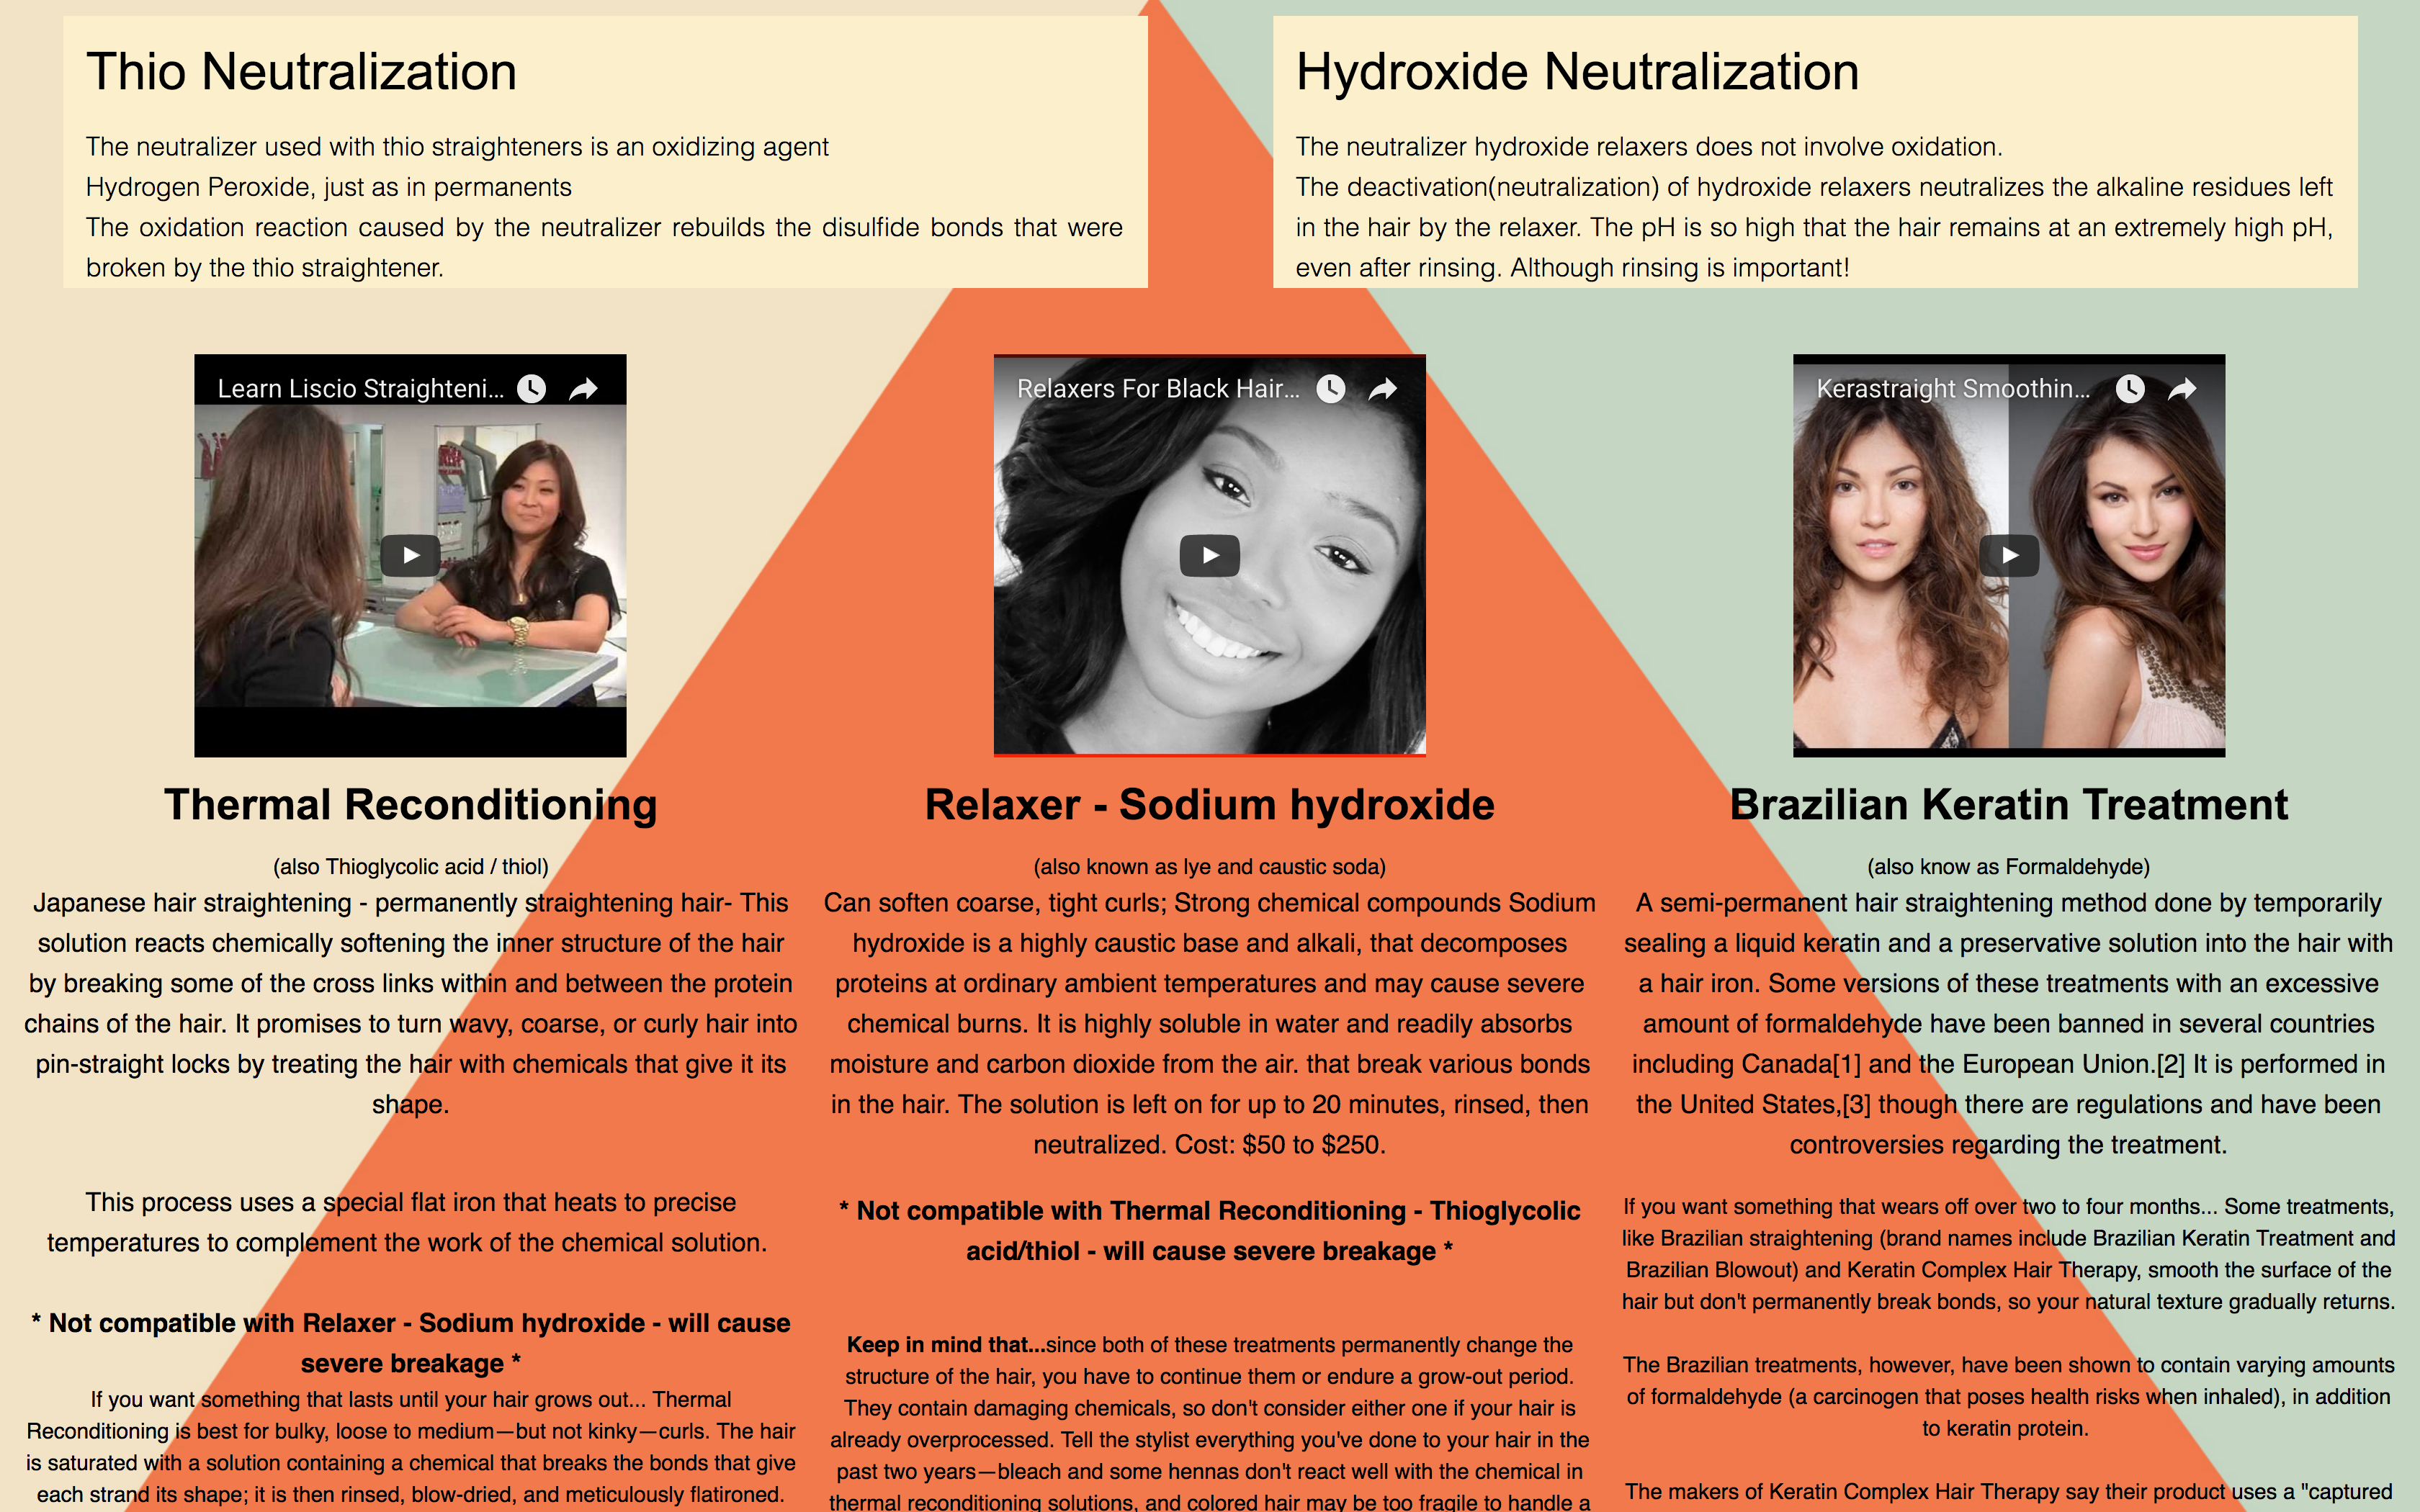 Thio Neutralization
The neutralizer used with thio straighteners is an oxidizing agent
Hydrogen Peroxide, just as in permanents
The oxidation reaction caused by the neutralizer rebuilds the disulfide bonds that were
broken by the thio straightener.
Hydroxide Neutralization
The neutralizer hydroxide relaxers does not involve oxidation.
The deactivation(neutralization) of hydroxide relaxers neutralizes the alkaline residues left
in the hair by the relaxer. The pH is so high that the hair remains at an extremely high pH,
even after rinsing. Although rinsing is important!
Learn Liscio Straighteni...
Thermal Reconditioning
(also Thioglycolic acid / thiol)
Japanese hair straightening - permanently straightening hair- This
solution reacts chemically softening the inner structure of the hair
by breaking some of the cross links within and between the protein
chains of the hair. It promises to turn wavy, coarse, or curly hair into
pin-straight locks by treating the hair with chemicals that give it its
shape.
This process uses a special flat iron that heats to precise
temperatures to complement the work of the chemical solution.
* Not compatible with Relaxer - Sodium hydroxide - will cause
severe breakage *
If you want something that lasts until your hair grows out... Thermal
Reconditioning is best for bulky, loose to medium—but not kinky—curls. The hair
is saturated with a solution containing a chemical that breaks the bonds that give
each strand its shape; it is then rinsed, blow-dried, and meticulously flatironed.
Relaxers For Black Hair...
Relaxer - Sodium hydroxide
(also known as lye and caustic soda)
Can soften coarse, tight curls; Strong chemical compounds Sodium
hydroxide is a highly caustic base and alkali, that decomposes
proteins at ordinary ambient temperatures and may cause severe
chemical burns. It is highly soluble in water and readily absorbs
moisture and carbon dioxide from the air. that break various bonds
in the hair. The solution is left on for up to 20 minutes, rinsed, then
neutralized. Cost: $50 to $250.
* Not compatible with Thermal Reconditioning - Thioglycolic
acid/thiol - will cause severe breakage *
Keep in mind that...since both of these treatments permanently change the
structure of the hair, you have to continue them or endure a grow-out period.
They contain damaging chemicals, so don't consider either one if your hair is
already overprocessed. Tell the stylist everything you've done to your hair in the
past two years—bleach and some hennas don't react well with the chemical in
thermal reconditioning solutions, and colored hair may be too fragile to handle a
Kerastraight Smoothin...
Brazilian Keratin Treatment
(also know as Formaldehyde)
A semi-permanent hair straightening method done by temporarily
sealing a liquid keratin and a preservative solution into the hair with
a hair iron. Some versions of these treatments with an excessive
amount of formaldehyde have been banned in several countries
including Canada[1] and the European Union.[2] It is performed in
the United States,[3] though there are regulations and have been
controversies regarding the treatment.
If you want something that wears off over two to four months... Some treatments,
like Brazilian straightening (brand names include Brazilian Keratin Treatment and
Brazilian Blowout) and Keratin Complex Hair Therapy, smooth the surface of the
hair but don't permanently break bonds, so your natural texture gradually returns.
The Brazilian treatments, however, have been shown to contain varying amounts
of formaldehyde (a carcinogen that poses health risks when inhaled), in addition
to keratin protein.
The makers of Keratin Complex Hair Therapy say their product uses a "captured